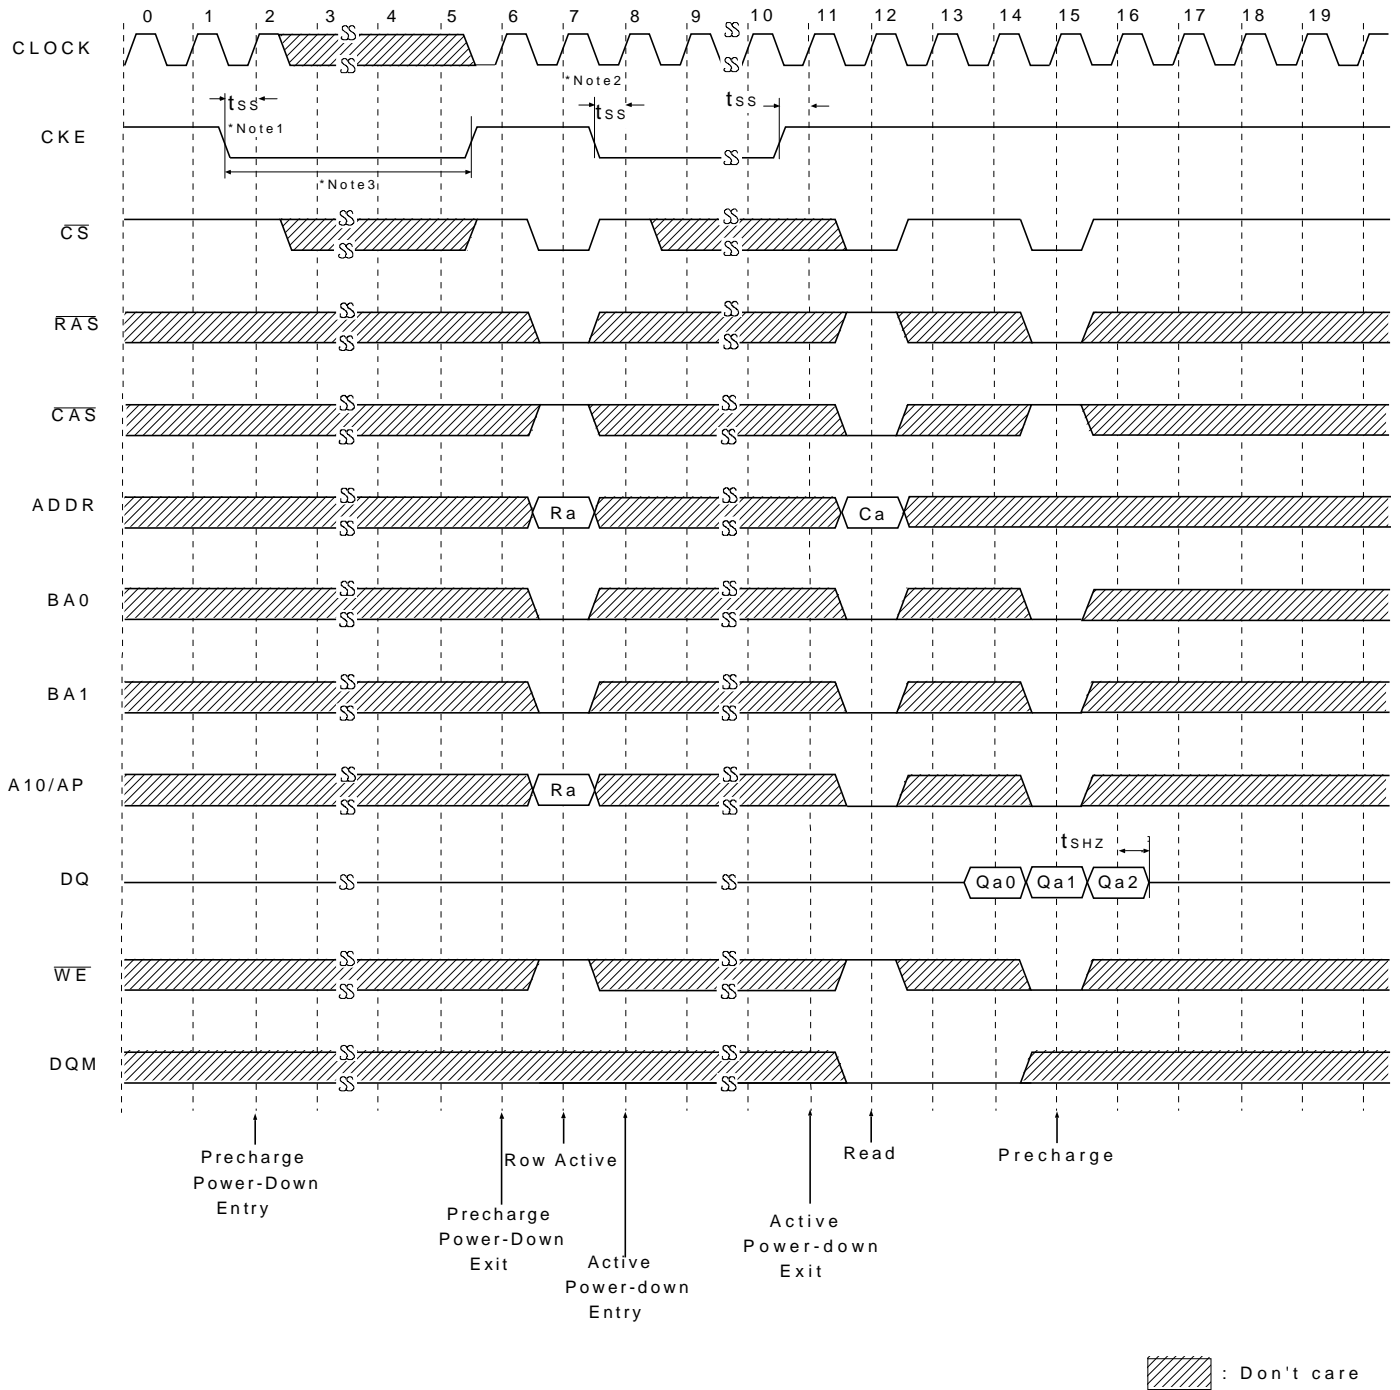 0 1 2 3 4 5 6 7 8 9 10 11 12 13 14 15 16 17 18 19
CLOCK
*Note2
tSS
tSS
tSS
*Note1
CKE
*Note3
CS
RAS
CAS
ADDR
Ra
Ca
BA0
BA1
A10/AP
Ra
tSHZ
DQ
Qa0
Qa1
Qa2
WE
DQM
Precharge
Power-Down
Entry
Row Active
Read
Precharge
Precharge
Power-Down
Exit
Active
Power-down
Exit
Active
Power-down
Entry
: Don't care